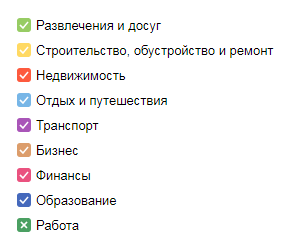 Развлечения и досуг
Строительство, обустройство и ремонт
Недвижимость
Отдых и путешествия
Транспорт
Бизнес
Финансы
Образование
Работа